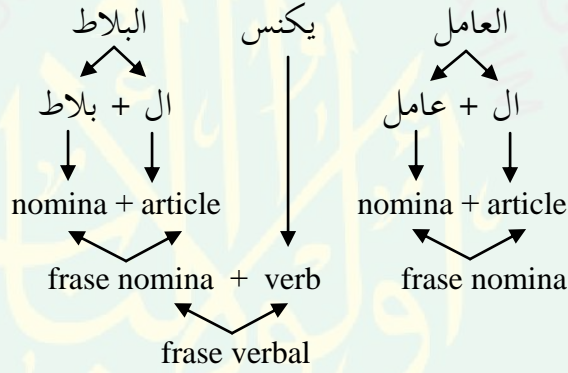 العامل يكنس البلاط
ال + عامل ال + بلاط
nomina + article nomina + article
frase nomina + verb frase nomina
frase verbal